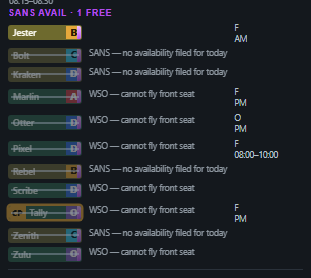 08:15–08:30
SANS AVAIL · 1 FREE
Jester B F
AM
Bolt C SANS — no availability filed for today
Kraken D SANS — no availability filed for today
Marlin A WSO — cannot fly front seat F
PM
Otter D WSO — cannot fly front seat O
PM
Pixel D WSO — cannot fly front seat F
08:00–10:00
Rebel B SANS — no availability filed for today
Scribe D WSO — cannot fly front seat
Tally WSO — cannot fly front seat F
PM
Zenith C SANS — no availability filed for today
Zulu WSO — cannot fly front seat